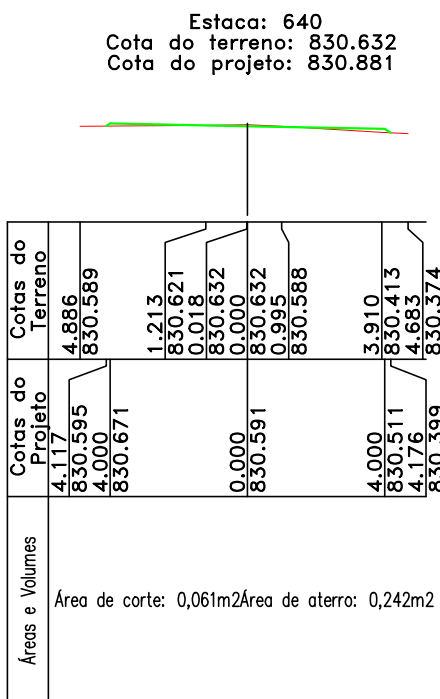 Estaca: 640
Cota do terreno: 830.632
Cota do projeto: 830.881
Cotas do
Terreno
4.886
830.589
1.213
830.621
0.018
830.632
0.000
830.632
0.995
830.588
3.910
830.413
4.683
830.374
Cotas do
Projeto
4.117
830.595
4.000
830.671
0.000
830.591
4.000
830.511
4.176
830.399
Áreas e Volumes
Área de corte: 0,061m2Área de aterro: 0,242m2